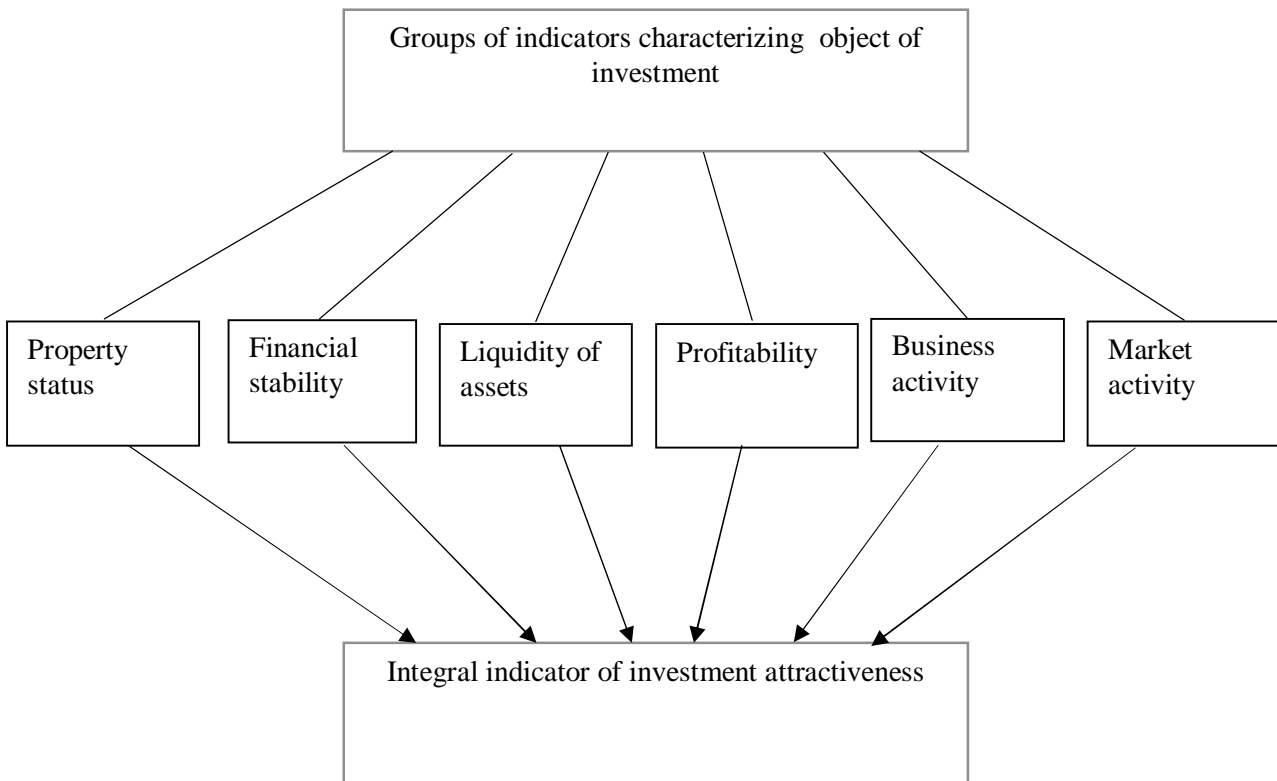 Groups of indicators characterizing object of
investment
Property
status
Financial
stability
Liquidity of
assets
Profitability
Business
activity
Market
activity
Integral indicator of investment attractiveness